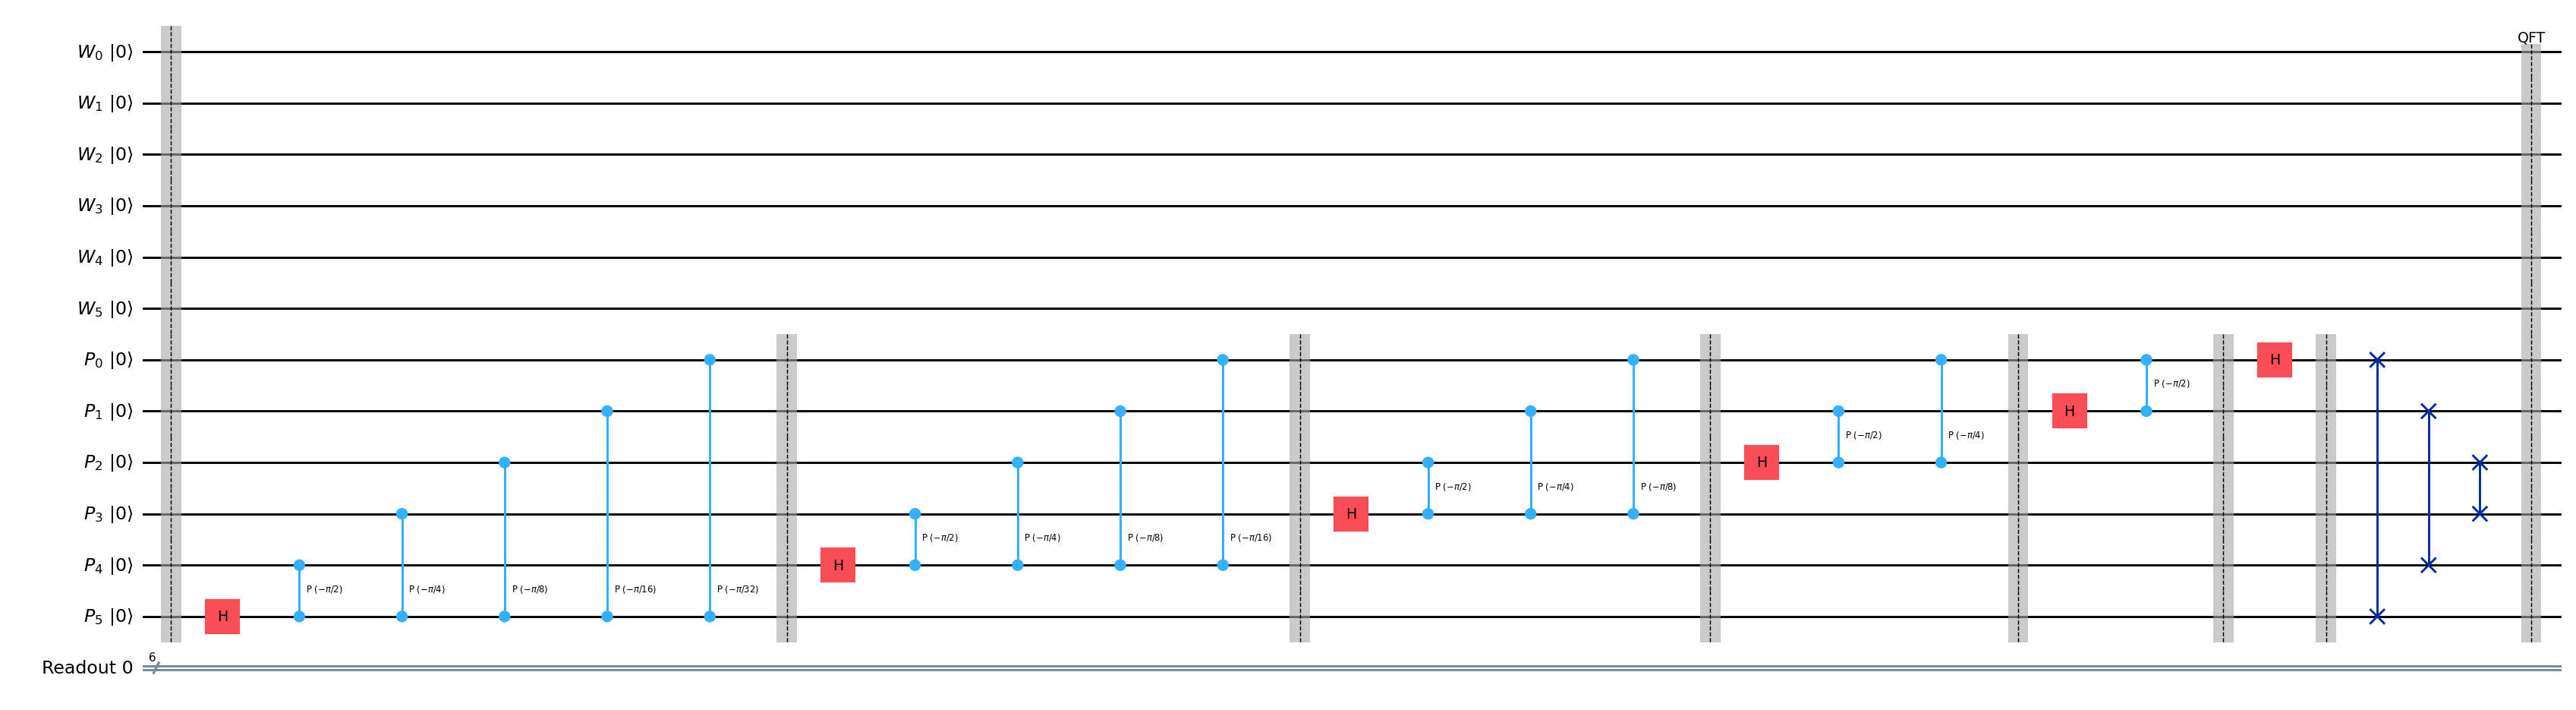 QFT
W₀ |0⟩
W₁ |0⟩
W₂ |0⟩
W₃ |0⟩
W₄ |0⟩
W₅ |0⟩
P₀ |0⟩ H
P (−π/2)
P₁ |0⟩ H
P (−π/2) P (−π/4)
P₂ |0⟩ H
P (−π/2) P (−π/4) P (−π/8)
P₃ |0⟩ H
P (−π/2) P (−π/4) P (−π/8) P (−π/16)
P₄ |0⟩ H
P (−π/2) P (−π/4) P (−π/8) P (−π/16) P (−π/32)
P₅ |0⟩ H
6
Readout 0